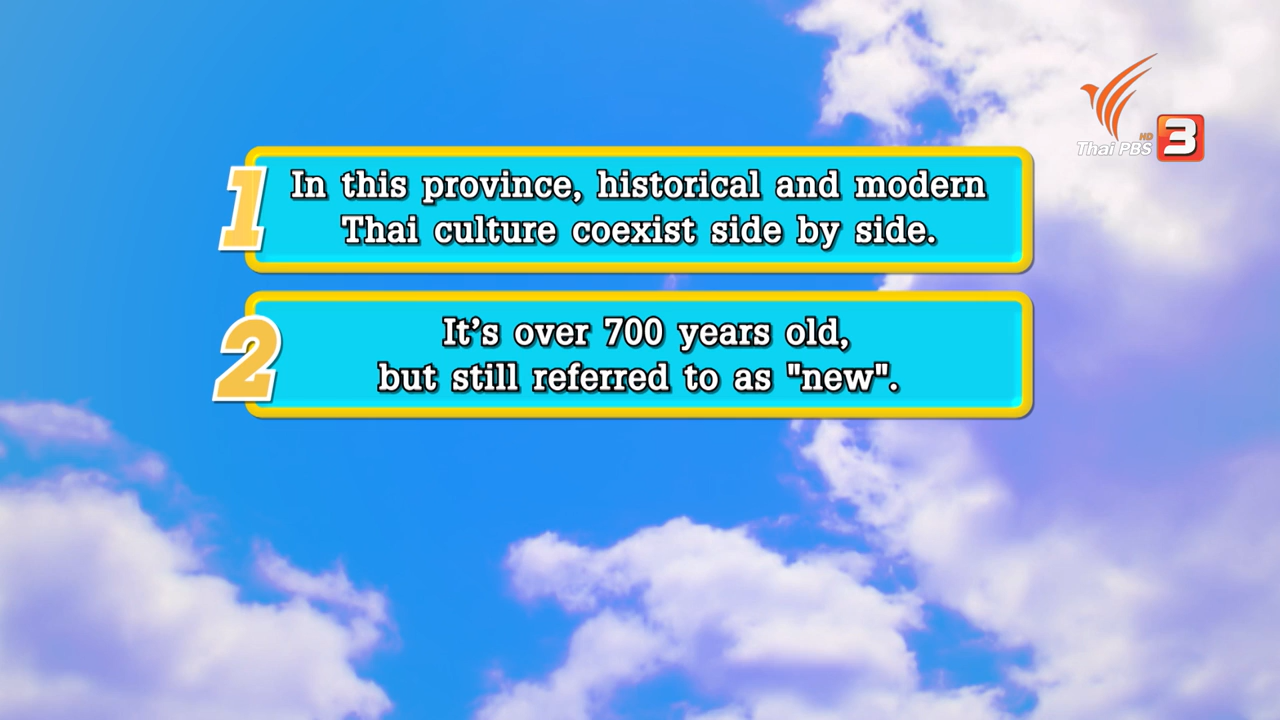 HD
Thai PBS 3
1
In this province, historical and modern
Thai culture coexist side by side.
2
It's over 700 years old,
but still referred to as "new".